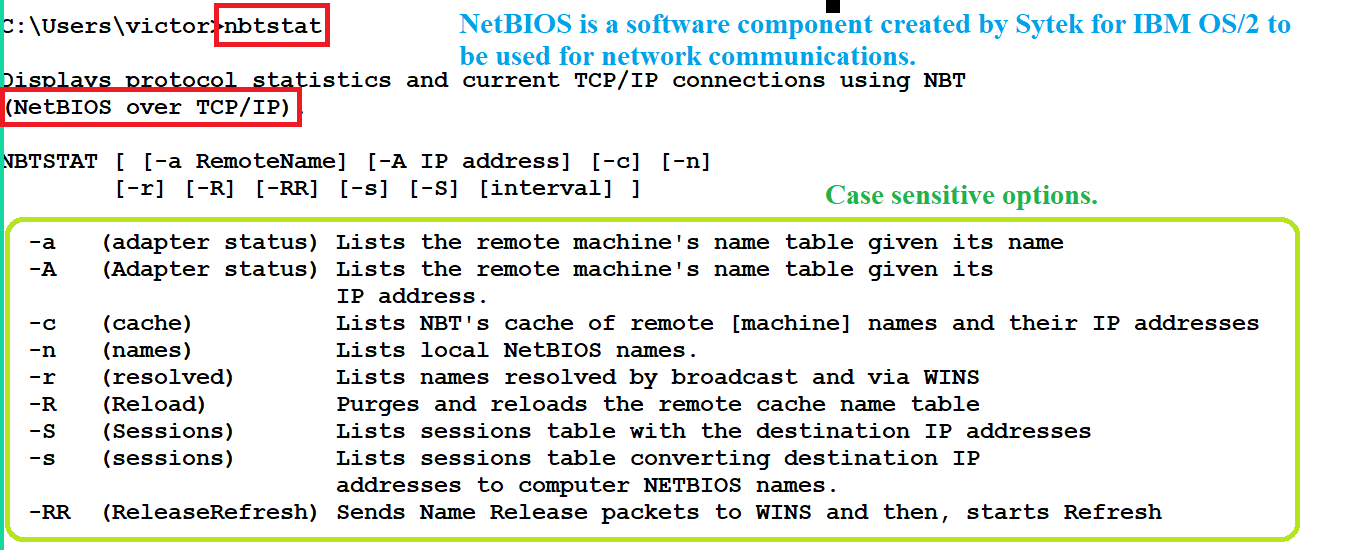 C:\Users\victor>nbtstat
NetBIOS is a software component created by Sytek for IBM OS/2 to
be used for network communications.
Displays protocol statistics and current TCP/IP connections using NBT
(NetBIOS over TCP/IP).
NBTSTAT [ [-a RemoteName] [-A IP address] [-c] [-n]
[-r] [-R] [-RR] [-s] [-S] [interval] ]
Case sensitive options.
-a (adapter status) Lists the remote machine's name table given its name
-A (Adapter status) Lists the remote machine's name table given its
IP address.
-c (cache) Lists NBT's cache of remote [machine] names and their IP addresses
-n (names) Lists local NetBIOS names.
-r (resolved) Lists names resolved by broadcast and via WINS
-R (Reload) Purges and reloads the remote cache name table
-S (Sessions) Lists sessions table with the destination IP addresses
-s (sessions) Lists sessions table converting destination IP
addresses to computer NETBIOS names.
-RR (ReleaseRefresh) Sends Name Release packets to WINS and then, starts Refresh